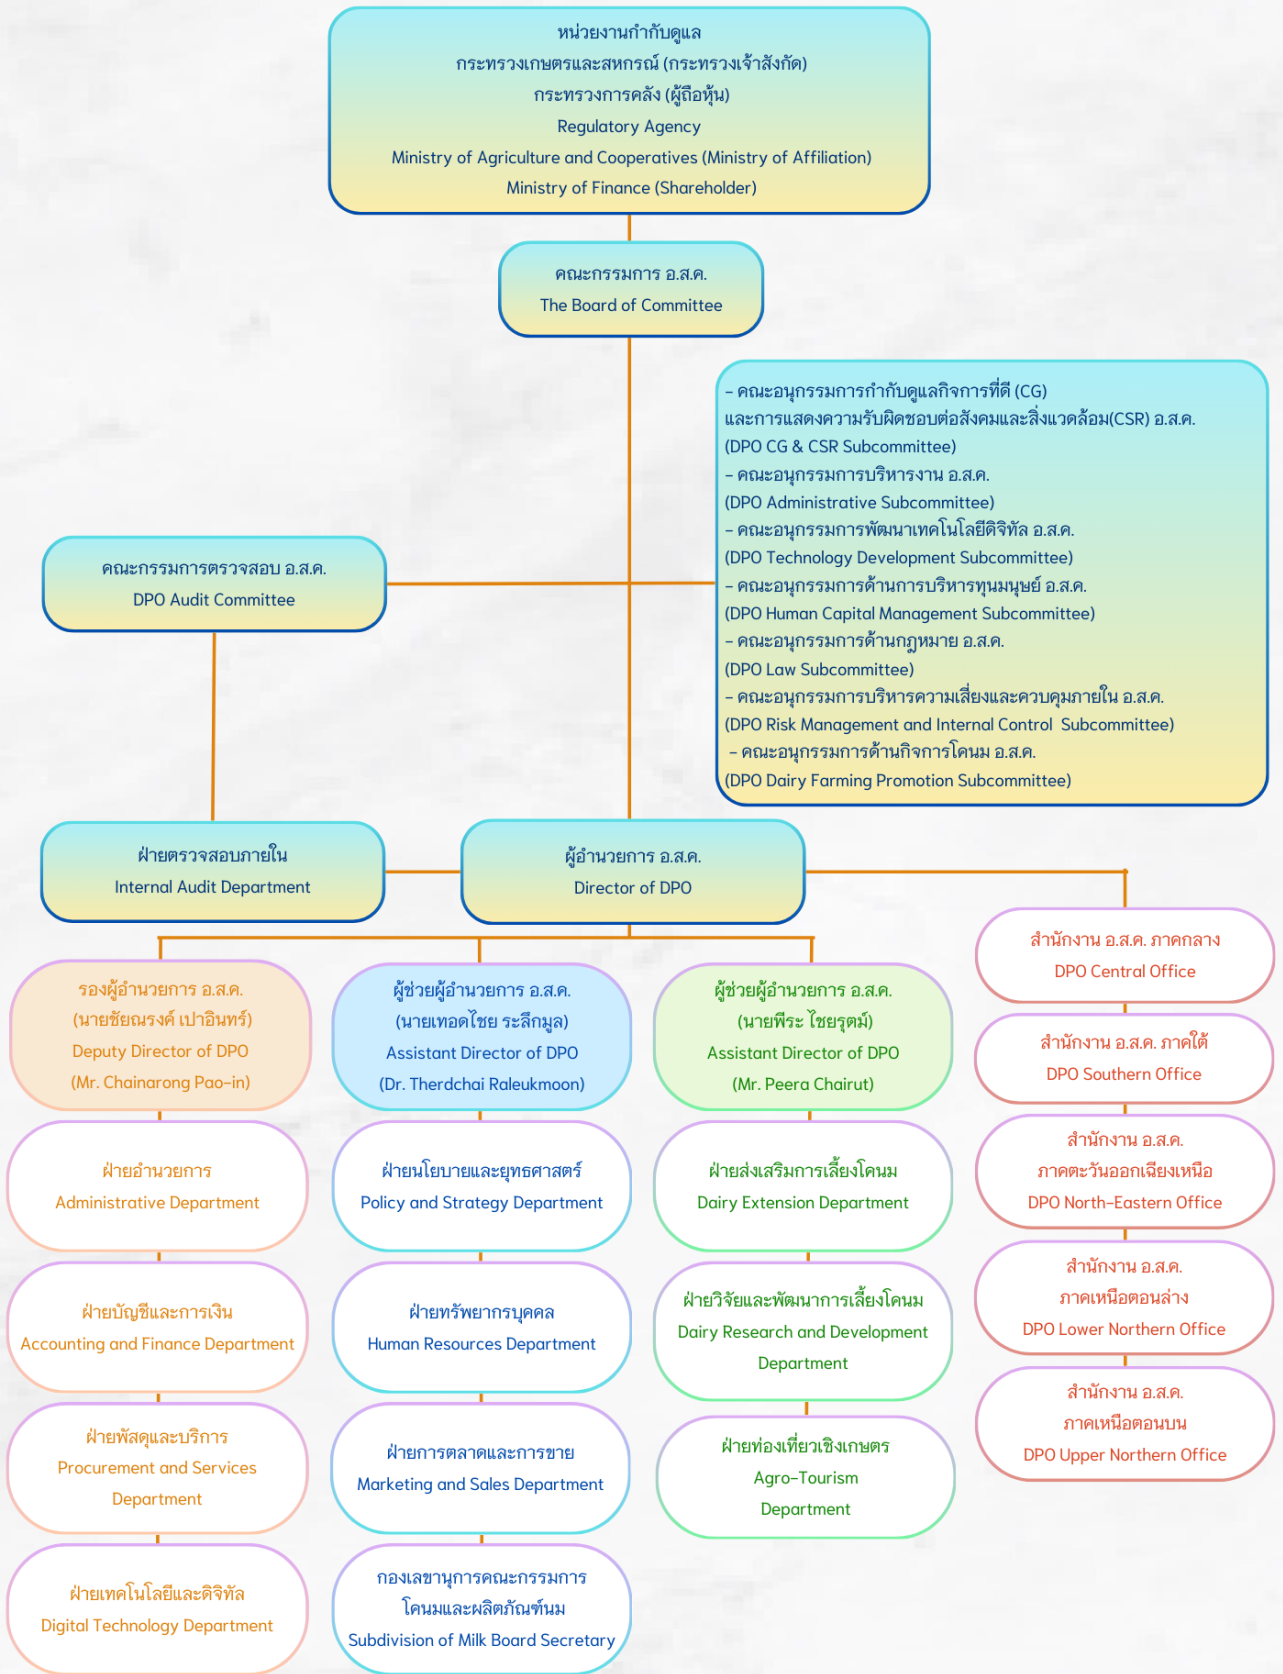 หน่วยงานกำกับดูแล
กระทรวงเกษตรและสหกรณ์ (กระทรวงเจ้าสังกัด)
กระทรวงการคลัง (ผู้ถือหุ้น)
Regulatory Agency
Ministry of Agriculture and Cooperatives (Ministry of Affiliation)
Ministry of Finance (Shareholder)
คณะกรรมการ อ.ส.ค.
The Board of Committee
- คณะอนุกรรมการกำกับดูแลกิจการที่ดี (CG)
และการแสดงความรับผิดชอบต่อสังคมและสิ่งแวดล้อม(CSR) อ.ส.ค.
(DPO CG & CSR Subcommittee)
- คณะอนุกรรมการบริหารงาน อ.ส.ค.
(DPO Administrative Subcommittee)
- คณะอนุกรรมการพัฒนาเทคโนโลยีดิจิทัล อ.ส.ค.
(DPO Technology Development Subcommittee)
- คณะอนุกรรมการด้านการบริหารทุนมนุษย์ อ.ส.ค.
(DPO Human Capital Management Subcommittee)
- คณะอนุกรรมการด้านกฎหมาย อ.ส.ค.
(DPO Law Subcommittee)
- คณะอนุกรรมการบริหารความเสี่ยงและควบคุมภายใน อ.ส.ค.
(DPO Risk Management and Internal Control Subcommittee)
- คณะอนุกรรมการด้านกิจการโคนม อ.ส.ค.
(DPO Dairy Farming Promotion Subcommittee)
คณะกรรมการตรวจสอบ อ.ส.ค.
DPO Audit Committee
ฝ่ายตรวจสอบภายใน
Internal Audit Department
ผู้อำนวยการ อ.ส.ค.
Director of DPO
รองผู้อำนวยการ อ.ส.ค.
(นายชัยณรงค์ เปาอินทร์)
Deputy Director of DPO
(Mr. Chainarong Pao-in)
ฝ่ายอำนวยการ
Administrative Department
ฝ่ายบัญชีและการเงิน
Accounting and Finance Department
ฝ่ายพัสดุและบริการ
Procurement and Services
Department
ฝ่ายเทคโนโลยีและดิจิทัล
Digital Technology Department
ผู้ช่วยผู้อำนวยการ อ.ส.ค.
(นายเทอดไชย ระลึกมูล)
Assistant Director of DPO
(Dr. Therdchai Raleukmoon)
ฝ่ายนโยบายและยุทธศาสตร์
Policy and Strategy Department
ฝ่ายทรัพยากรบุคคล
Human Resources Department
ฝ่ายการตลาดและการขาย
Marketing and Sales Department
กองเลขานุการคณะกรรมการ
โคนมและผลิตภัณฑ์นม
Subdivision of Milk Board Secretary
ผู้ช่วยผู้อำนวยการ อ.ส.ค.
(นายพีระ ไชยรุตม์)
Assistant Director of DPO
(Mr. Peera Chairut)
ฝ่ายส่งเสริมการเลี้ยงโคนม
Dairy Extension Department
ฝ่ายวิจัยและพัฒนาการเลี้ยงโคนม
Dairy Research and Development
Department
ฝ่ายท่องเที่ยวเชิงเกษตร
Agro-Tourism
Department
สำนักงาน อ.ส.ค. ภาคกลาง
DPO Central Office
สำนักงาน อ.ส.ค. ภาคใต้
DPO Southern Office
สำนักงาน อ.ส.ค.
ภาคตะวันออกเฉียงเหนือ
DPO North-Eastern Office
สำนักงาน อ.ส.ค.
ภาคเหนือตอนล่าง
DPO Lower Northern Office
สำนักงาน อ.ส.ค.
ภาคเหนือตอนบน
DPO Upper Northern Office